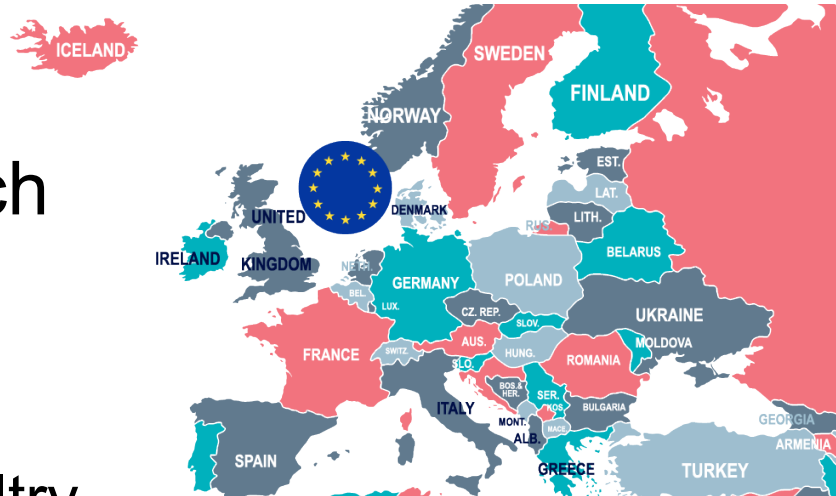 ICELAND
SWEDEN
FINLAND
NORWAY
ch
EST.
LAT.
UNITED
DENMARK
LITH.
RUS.
IRELAND
KINGDOM
NETH.
BELARUS
GERMANY
POLAND
BEL.
LUX.
CZ. REP.
UKRAINE
SLOV.
MOLDOVA
FRANCE
SWITZ.
AUS.
HUNG.
ROMANIA
SLO.
BOS.&
HER.
SER.
ITALY
KOS.
BULGARIA
MONT.
GEORGIA
MACE.
ALB.
ARMENIA
SPAIN
GREECE
TURKEY
ltry